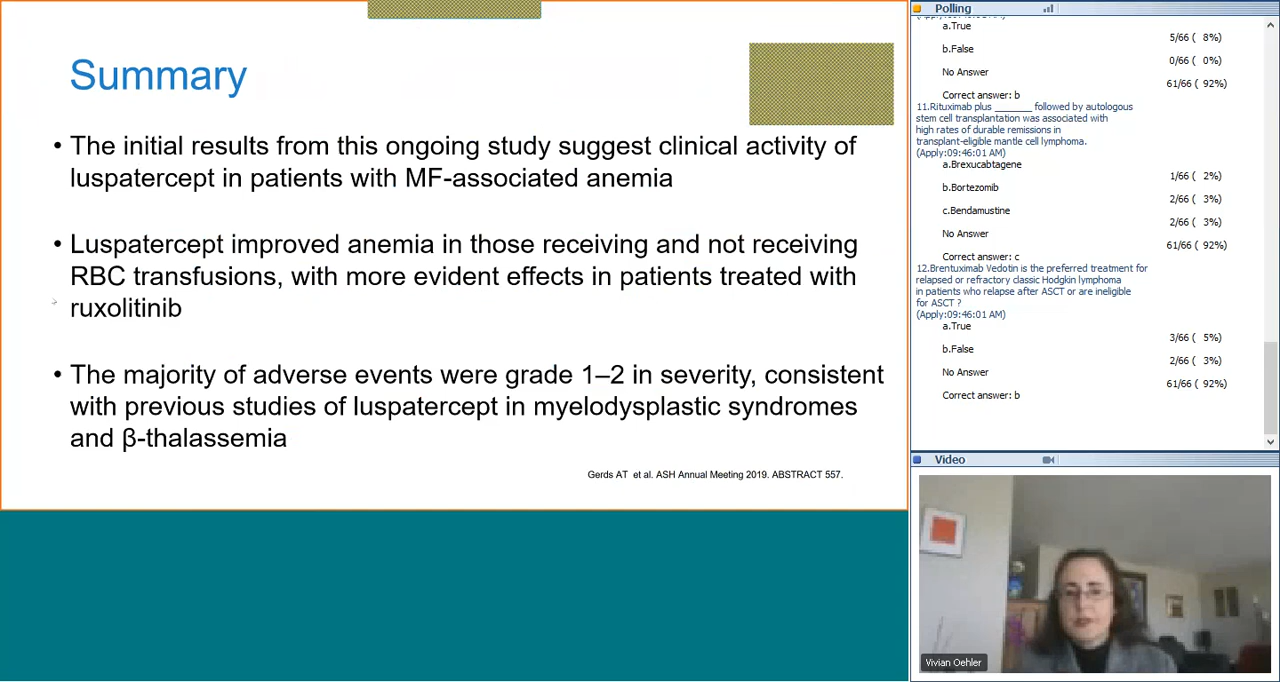 Summary
• The initial results from this ongoing study suggest clinical activity of
luspatercept in patients with MF-associated anemia
• Luspatercept improved anemia in those receiving and not receiving
RBC transfusions, with more evident effects in patients treated with
ruxolitinib
• The majority of adverse events were grade 1–2 in severity, consistent
with previous studies of luspatercept in myelodysplastic syndromes
and β-thalassemia
Gerds AT et al. ASH Annual Meeting 2019. ABSTRACT 557.
Polling
a.True
5/66 ( 8%)
b.False
0/66 ( 0%)
No Answer
61/66 ( 92%)
Correct answer: b
11.Rituximab plus _______ followed by autologous
stem cell transplantation was associated with
high rates of durable remissions in
transplant-eligible mantle cell lymphoma.
(Apply:09:46:01 AM)
a.Brexucabtagene
1/66 ( 2%)
b.Bortezomib
2/66 ( 3%)
c.Bendamustine
2/66 ( 3%)
No Answer
61/66 ( 92%)
Correct answer: c
12.Brentuximab Vedotin is the preferred treatment for
relapsed or refractory classic Hodgkin lymphoma
in patients who relapse after ASCT or are ineligible
for ASCT ?
(Apply:09:46:01 AM)
a.True
3/66 ( 5%)
b.False
2/66 ( 3%)
No Answer
61/66 ( 92%)
Correct answer: b
Video
Vivian Oehler